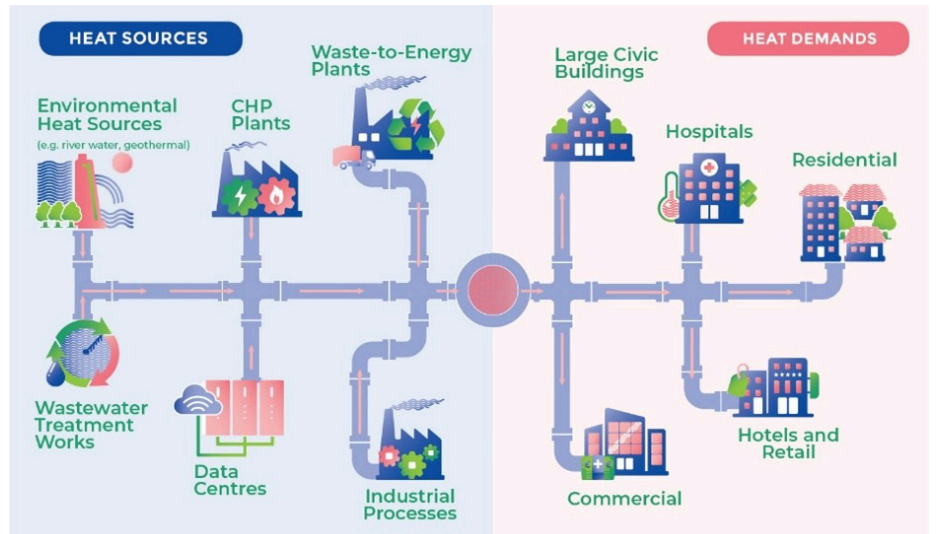 HEAT SOURCES
HEAT DEMANDS
Waste-to-Energy
Plants
Large Civic
Buildings
Environmental
Heat Sources
(e.g. river water, geothermal)
CHP
Plants
Hospitals
Residential
Wastewater
Treatment
Works
Data
Centres
Industrial
Processes
Commercial
Hotels and
Retail